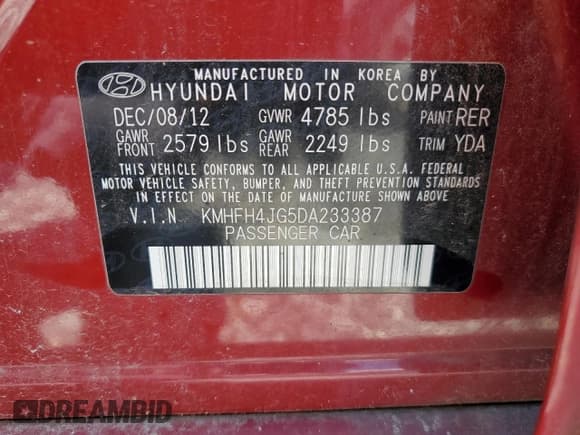 MANUFACTURED IN KOREA BY
HYUNDAI MOTOR COMPANY
DEC/08/12 GVWR 4785 lbs PAINT RER
GAWR FRONT 2579 lbs GAWR REAR 2249 lbs TRIM YDA
THIS VEHICLE CONFORMS TO ALL APPLICABLE U.S.A. FEDERAL
MOTOR VEHICLE SAFETY, BUMPER, AND THEFT PREVENTION STANDARDS
IN EFFECT ON THE DATE OF MANUFACTURE SHOWN ABOVE.
V.I.N. KMHFH4JG5DA233387
PASSENGER CAR
DREAMBID